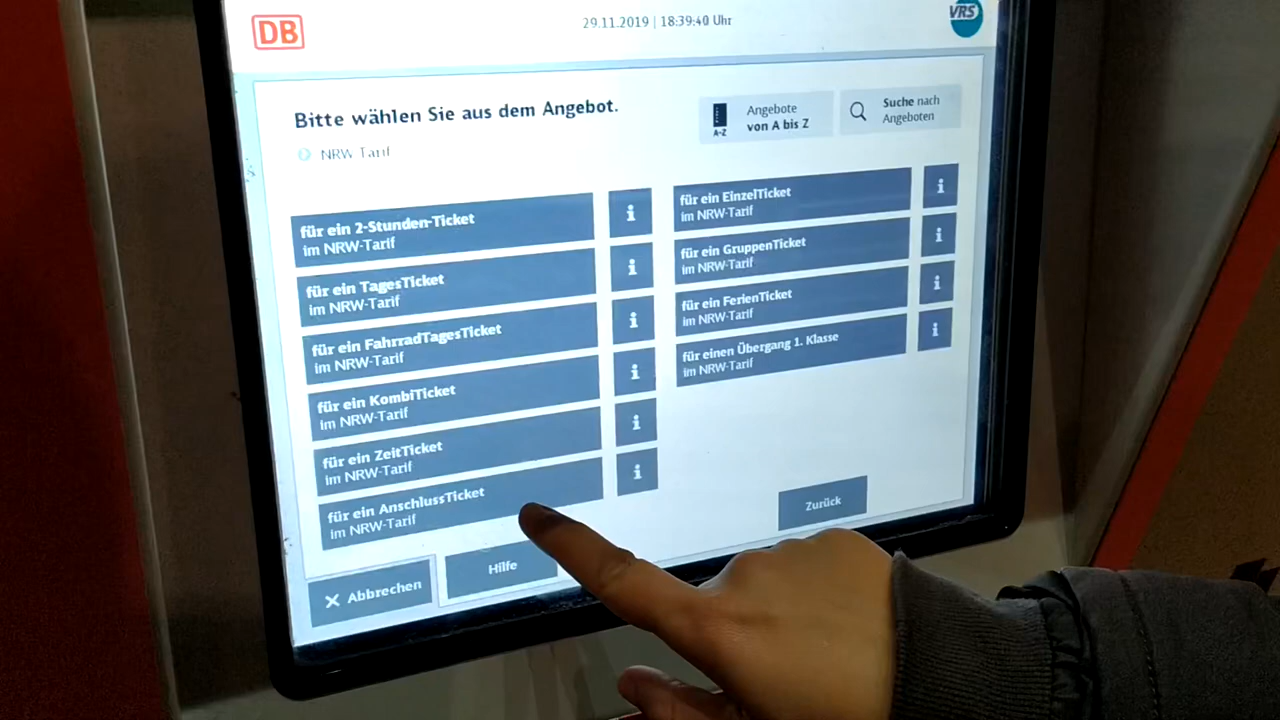 DB
29.11.2019 | 18:39:40 Uhr
VRS
Bitte wählen Sie aus dem Angebot.
NRW Tarif
A-Z
Angebote
von A bis Z
Suche nach
Angeboten
für ein 2-Stunden-Ticket
im NRW-Tarif
i
für ein TagesTicket
im NRW-Tarif
i
für ein FahrradTagesTicket
im NRW-Tarif
i
für ein KombiTicket
im NRW-Tarif
i
für ein ZeitTicket
im NRW-Tarif
i
für ein AnschlussTicket
im NRW-Tarif
i
für ein EinzelTicket
im NRW-Tarif
i
für ein GruppenTicket
im NRW-Tarif
i
für ein FerienTicket
im NRW-Tarif
i
für einen Übergang 1. Klasse
im NRW-Tarif
i
Zurück
Abbrechen
Hilfe